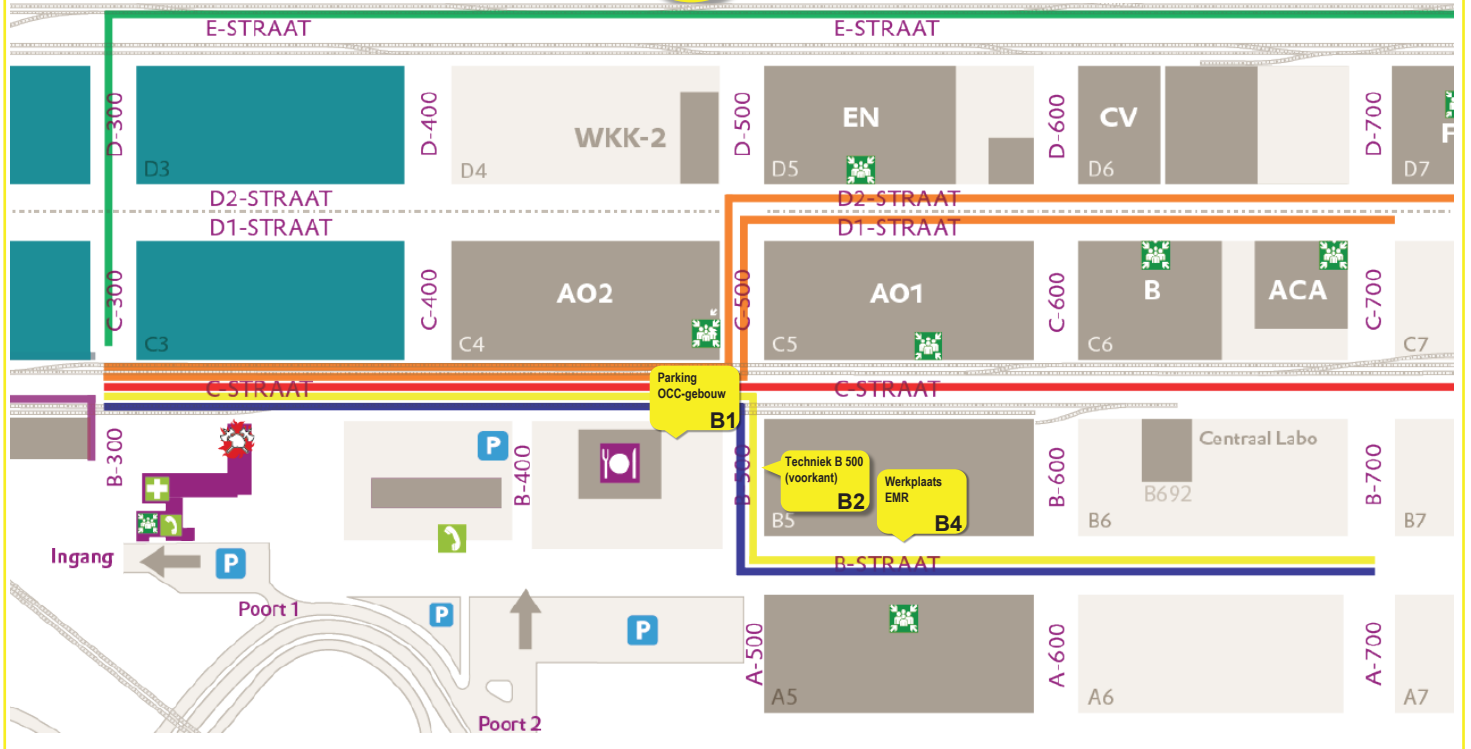 E-STRAAT
E-STRAAT
D-300
D-400
D-500
D-600
D-700
D3
WKK-2
D4
EN
D5
CV
D6
F
D7
D2-STRAAT
D2-STRAAT
D1-STRAAT
D1-STRAAT
C-300
C-400
C-500
C-600
C-700
C3
AO2
C4
AO1
C5
B
C6
ACA
C7
C-STRAAT
C-STRAAT
Parking
OCC-gebouw
B1
B-300
P
B-400
B-500
Techniek B 500
(voorkant)
B2
Werkplaats
EMR
B4
B5
B-600
Centraal Labo
B692
B6
B-700
B7
Ingang
P
B-STRAAT
Poort 1
P
P
A-500
A5
A-600
A6
A-700
A7
Poort 2